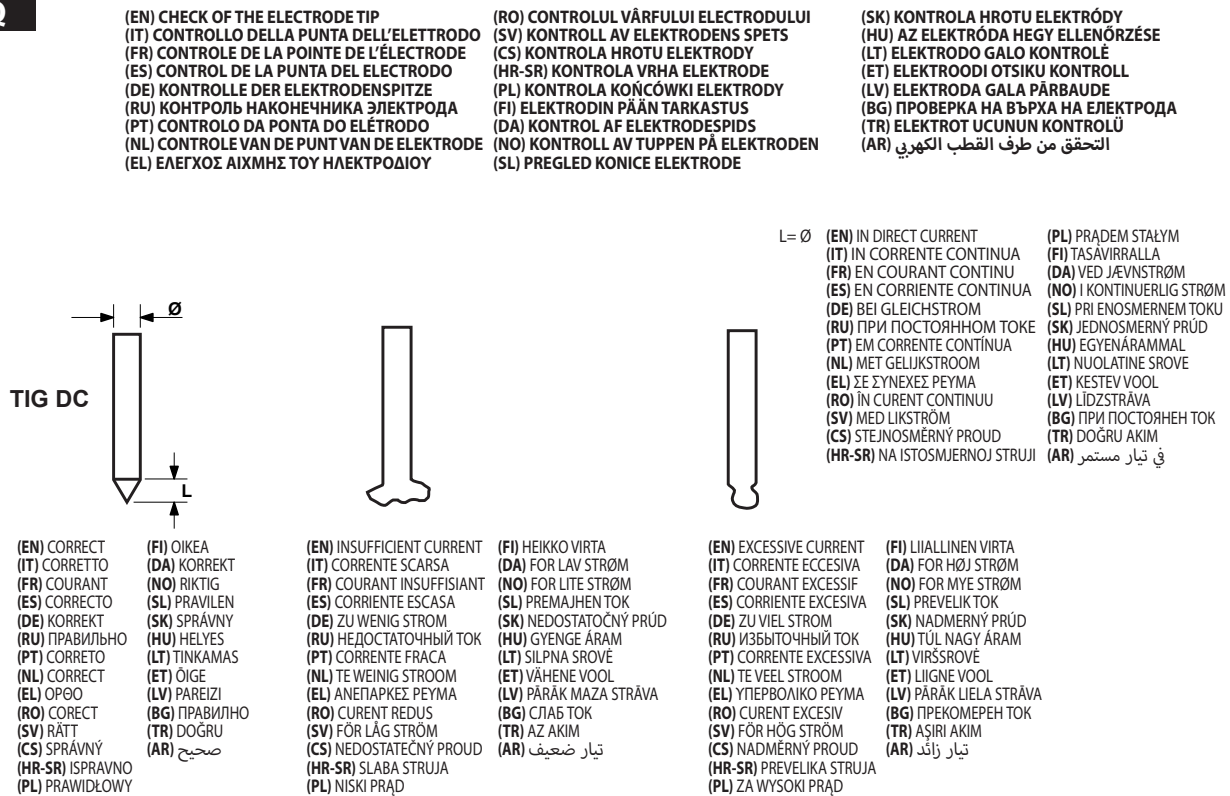 Q
(EN) CHECK OF THE ELECTRODE TIP
(IT) CONTROLLO DELLA PUNTA DELL'ELETTRODO
(FR) CONTROLE DE LA POINTE DE L'ÉLECTRODE
(ES) CONTROL DE LA PUNTA DEL ELECTRODO
(DE) KONTROLLE DER ELEKTRODENSPITZE
(RU) КОНТРОЛЬ НАКОНЕЧНИКА ЭЛЕКТРОДА
(PT) CONTROLO DA PONTA DO ELÉTRODO
(NL) CONTROLE VAN DE PUNT VAN DE ELEKTRODE
(EL) ΕΛΕΓΧΟΣ ΑΙΧΜΗΣ ΤΟΥ ΗΛΕΚΤΡΟΔΙΟΥ
(RO) CONTROLUL VÂRFULUI ELECTRODULUI
(SV) KONTROLL AV ELEKTRODENS SPETS
(CS) KONTROLA HROTU ELEKTRODY
(HR-SR) KONTROLA VRHA ELEKTRODE
(PL) KONTROLA KOŃCÓWKI ELEKTRODY
(FI) ELEKTRODIN PÄÄN TARKASTUS
(DA) KONTROL AF ELEKTRODESPIDS
(NO) KONTROLL AV TUPPEN PÅ ELEKTRODEN
(SL) PREGLED KONICE ELEKTRODE
(SK) KONTROLA HROTU ELEKTRÓDY
(HU) AZ ELEKTRÓDA HEGY ELLENŐRZÉSE
(LT) ELEKTRODO GALO KONTROLĖ
(ET) ELEKTROODI OTSIKU KONTROLL
(LV) ELEKTRODA GALA PĀRBAUDE
(BG) ПРОВЕРКА НА ВЪРХА НА ЕЛЕКТРОДА
(TR) ELEKTROT UCUNUN KONTROLÜ
(AR) التحقق من طرف القطب الكهربي
L= Ø
(EN) IN DIRECT CURRENT
(IT) IN CORRENTE CONTINUA
(FR) EN COURANT CONTINU
(ES) EN CORRIENTE CONTINUA
(DE) BEI GLEICHSTROM
(RU) ПРИ ПОСТОЯННОМ ТОКЕ
(PT) EM CORRENTE CONTÍNUA
(NL) MET GELIJKSTROOM
(EL) ΣΕ ΣΥΝΕΧΕΣ ΡΕΥΜΑ
(RO) ÎN CURENT CONTINUU
(SV) MED LIKSTRÖM
(CS) STEJNOSMĚRNÝ PROUD
(HR-SR) NA ISTOSMJERNOJ STRUJI
(PL) PRĄDEM STAŁYM
(FI) TASAVIRRALLA
(DA) VED JÆVNSTRØM
(NO) I KONTINUERLIG STRØM
(SL) PRI ENOSMERNEM TOKU
(SK) JEDNOSMERNÝ PRÚD
(HU) EGYENÁRAMMAL
(LT) NUOLATINE SROVE
(ET) KESTEV VOOL
(LV) LĪDZSTRĀVA
(BG) ПРИ ПОСТОЯНЕН ТОК
(TR) DOĞRU AKIM
(AR) في تيار مستمر
Ø
TIG DC
L
(EN) CORRECT
(IT) CORRETTO
(FR) COURANT
(ES) CORRECTO
(DE) KORREKT
(RU) ПРАВИЛЬНО
(PT) CORRETO
(NL) CORRECT
(EL) ΟΡΘΟ
(RO) CORECT
(SV) RÄTT
(CS) SPRÁVNÝ
(HR-SR) ISPRAVNO
(PL) PRAWIDŁOWY
(FI) OIKEA
(DA) KORREKT
(NO) RIKTIG
(SL) PRAVILEN
(SK) SPRÁVNY
(HU) HELYES
(LT) TINKAMAS
(ET) ÕIGE
(LV) PAREIZI
(BG) ПРАВИЛНО
(TR) DOĞRU
(AR) صحيح
(EN) INSUFFICIENT CURRENT
(IT) CORRENTE SCARSA
(FR) COURANT INSUFFISIANT
(ES) CORRIENTE ESCASA
(DE) ZU WENIG STROM
(RU) НЕДОСТАТОЧНЫЙ ТОК
(PT) CORRENTE FRACA
(NL) TE WEINIG STROOM
(EL) ΑΝΕΠΑΡΚΕΣ ΡΕΥΜΑ
(RO) CURENT REDUS
(SV) FÖR LÅG STRÖM
(CS) NEDOSTATEČNÝ PROUD
(HR-SR) SLABA STRUJA
(PL) NISKI PRĄD
(FI) HEIKKO VIRTA
(DA) FOR LAV STRØM
(NO) FOR LITE STRØM
(SL) PREMAJHEN TOK
(SK) NEDOSTATOČNÝ PRÚD
(HU) GYENGE ÁRAM
(LT) SILPNA SROVĖ
(ET) VÄHENE VOOL
(LV) PĀRĀK MAZA STRĀVA
(BG) СЛАБ ТОК
(TR) AZ AKIM
(AR) تيار ضعيف
(EN) EXCESSIVE CURRENT
(IT) CORRENTE ECCESIVA
(FR) COURANT EXCESSIF
(ES) CORRIENTE EXCESIVA
(DE) ZU VIEL STROM
(RU) ИЗБЫТОЧНЫЙ ТОК
(PT) CORRENTE EXCESSIVA
(NL) TE VEEL STROOM
(EL) ΥΠΕΡΒΟΛΙΚΟ ΡΕΥΜΑ
(RO) CURENT EXCESIV
(SV) FÖR HÖG STRÖM
(CS) NADMĚRNÝ PROUD
(HR-SR) PREVELIKA STRUJA
(PL) ZA WYSOKI PRĄD
(FI) LIIALLINEN VIRTA
(DA) FOR HØJ STRØM
(NO) FOR MYE STRØM
(SL) PREVELIK TOK
(SK) NADMERNÝ PRÚD
(HU) TÚL NAGY ÁRAM
(LT) VIRŠSROVĖ
(ET) LIIGNE VOOL
(LV) PĀRĀK LIELA STRĀVA
(BG) ПРЕКОМЕРЕН ТОК
(TR) AŞIRI AKIM
(AR) تيار زائد